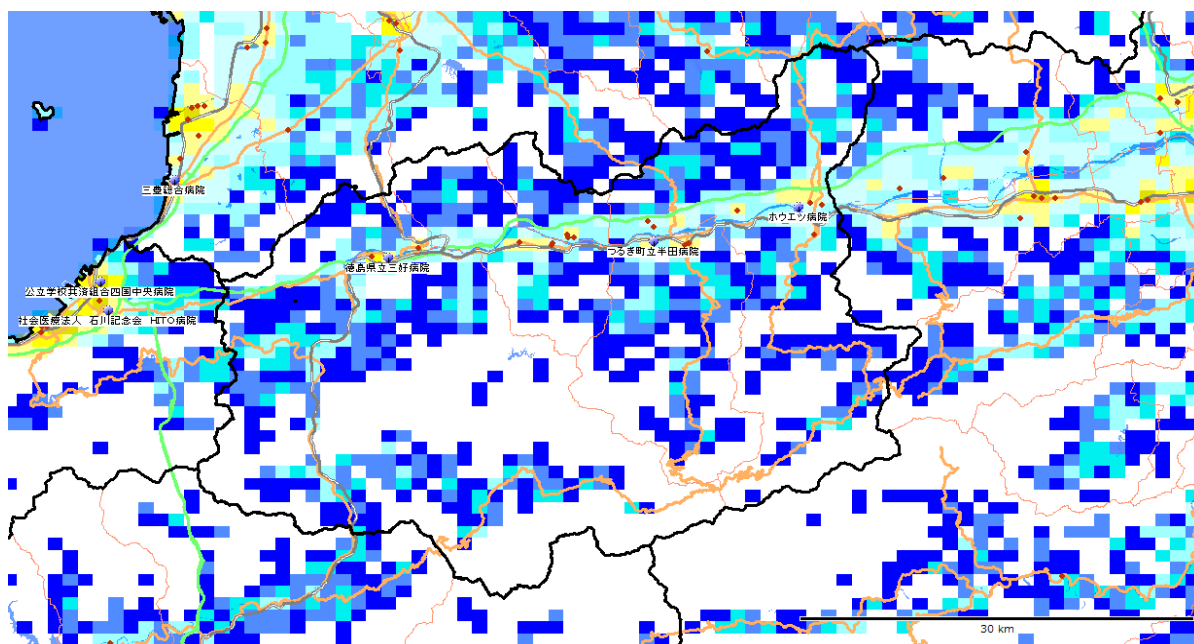 三豊総合病院
ホウエツ病院
つるぎ町立半田病院
徳島県立三好病院
公立学校共済組合四国中央病院
社会医療法人 石川記念会 HITO病院
30 km